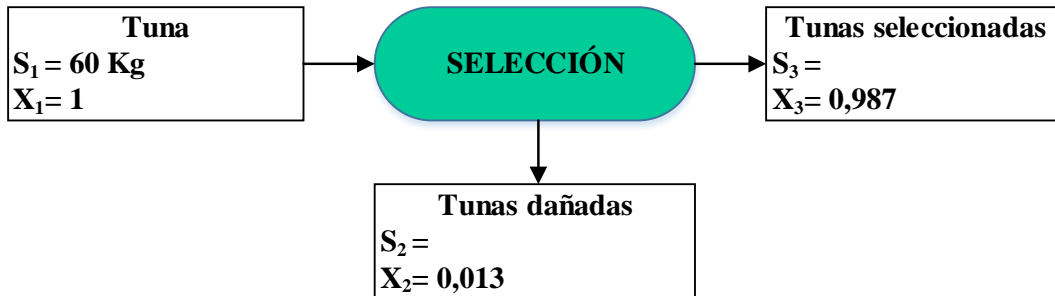 Tuna
S₁ = 60 Kg
X₁= 1
SELECCIÓN
Tunas seleccionadas
S₃ =
X₃= 0,987
Tunas dañadas
S₂ =
X₂= 0,013